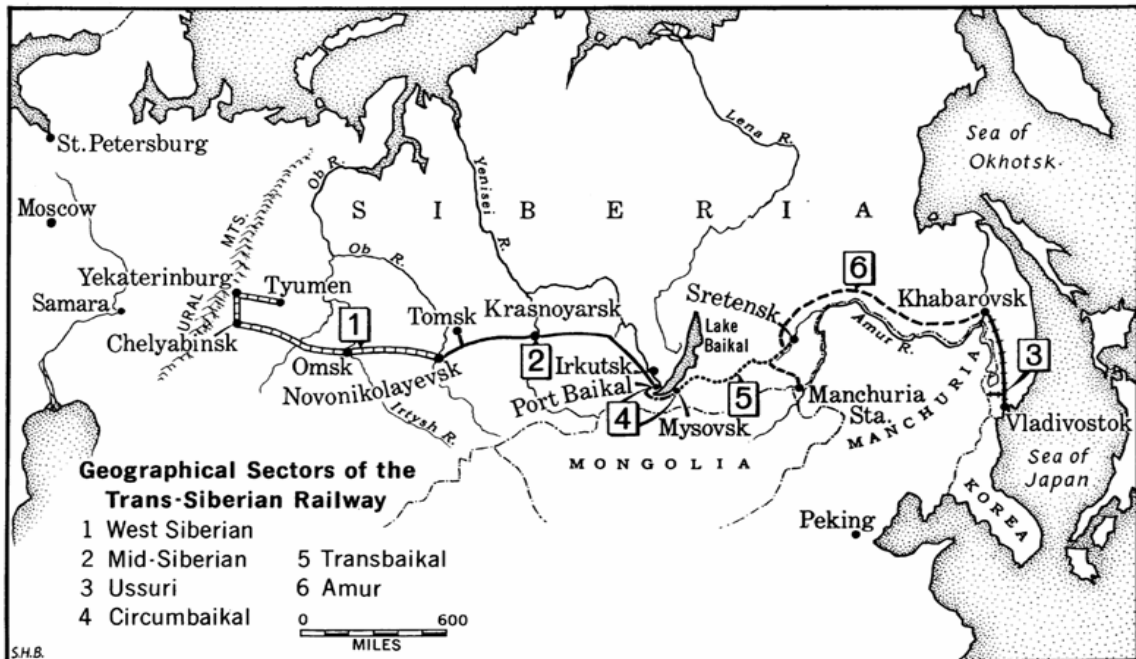 St. Petersburg
Moscow
Samara
URAL
MTS.
Yekaterinburg
Tyumen
Chelyabinsk
1
Omsk
Novonikolayevsk
Ob R.
Ob R.
Irtysh R.
Tomsk
Yenisei R.
Krasnoyarsk
2
SIBERIA
Lena R.
Irkutsk
Port Baikal
4
Lake
Baikal
Mysovsk
5
Sretensk
6
Amur R.
Khabarovsk
3
Manchuria
Sta.
MANCHURIA
Vladivostok
MONGOLIA
Peking
KOREA
Sea of
Okhotsk
Sea of
Japan
Geographical Sectors of the
Trans-Siberian Railway
1 West Siberian
2 Mid-Siberian
3 Ussuri
4 Circumbaikal
5 Transbaikal
6 Amur
0 600
MILES
S.H.B.